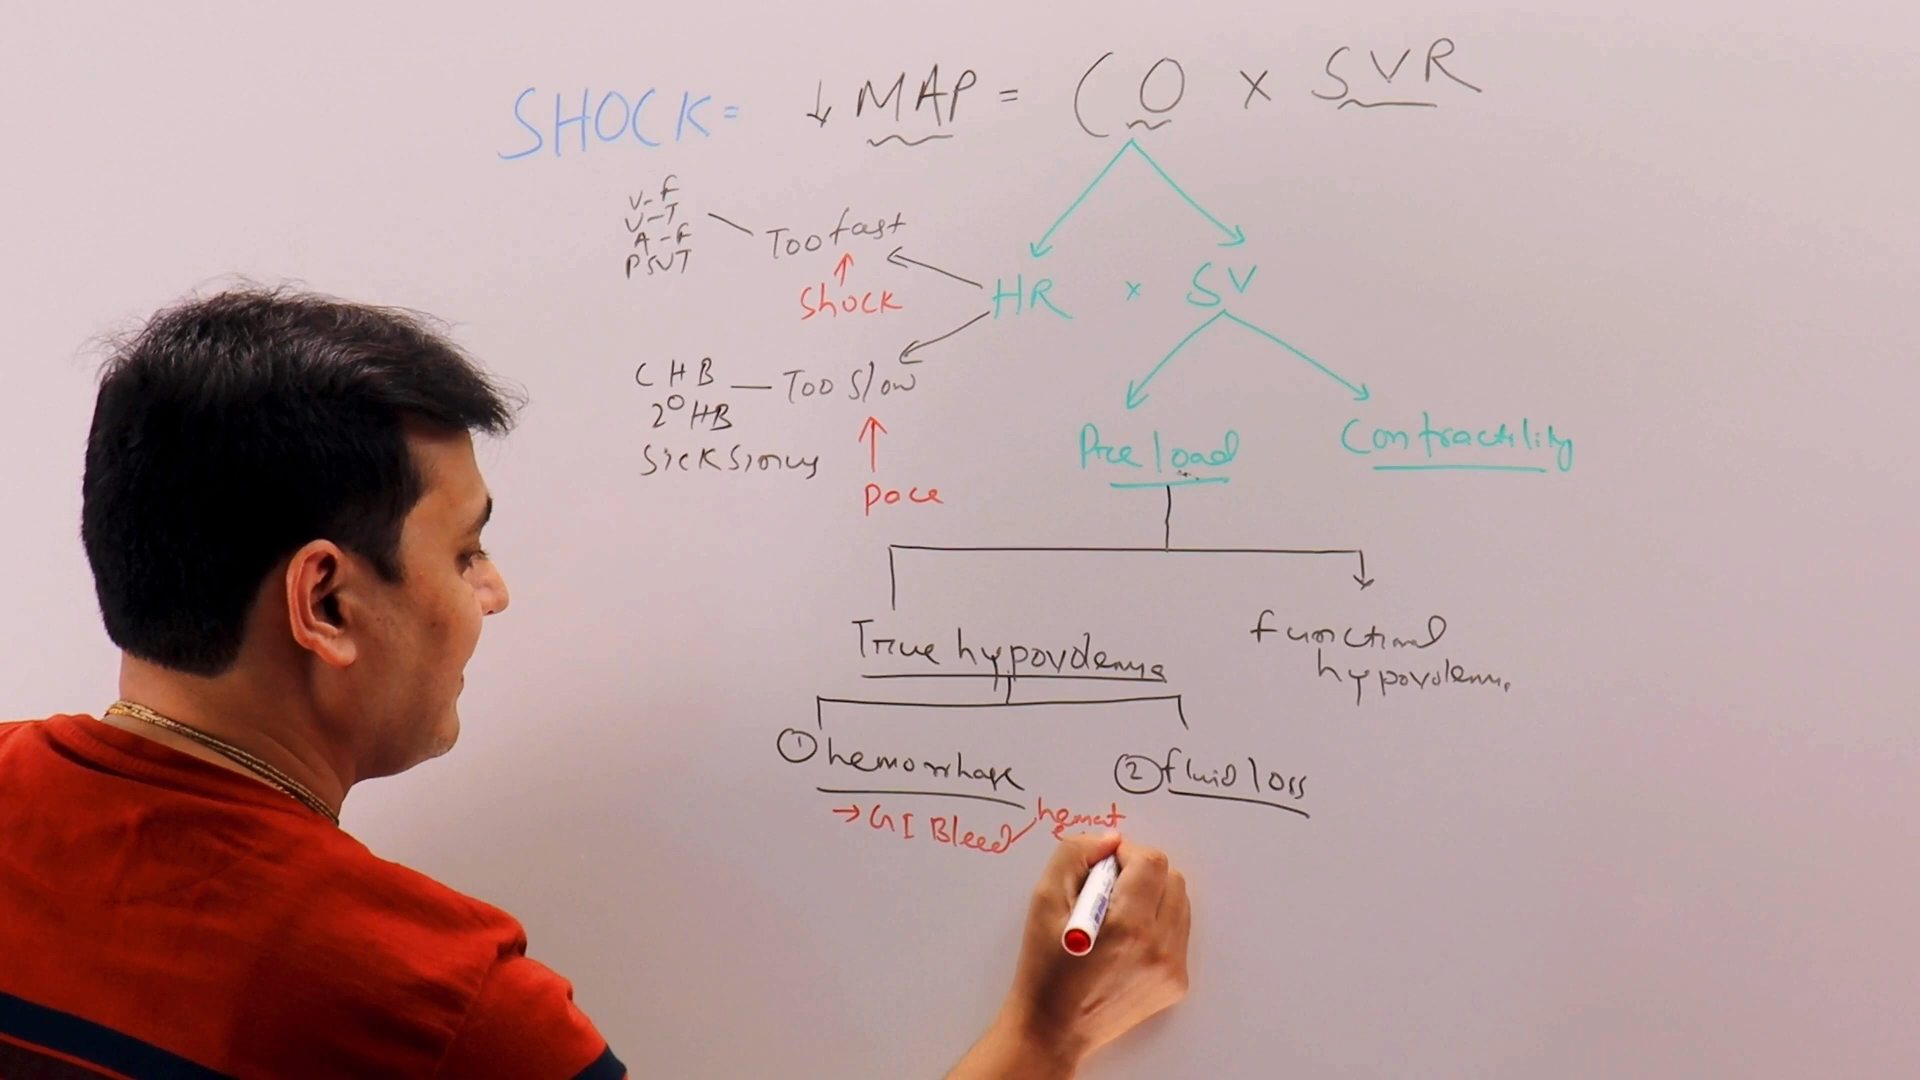 SHOCK = ↓ MAP = CO × SVR
V-F
V-T
A-F
PSVT
Too fast
shock
HR × SV
CHB
2° HB
Sick Sinus
Too Slow
pace
Preload
Contractility
True hypovolemia
functional
hypovolemia
① hemorrhage
② fluid loss
→ GI Bleed
hemat